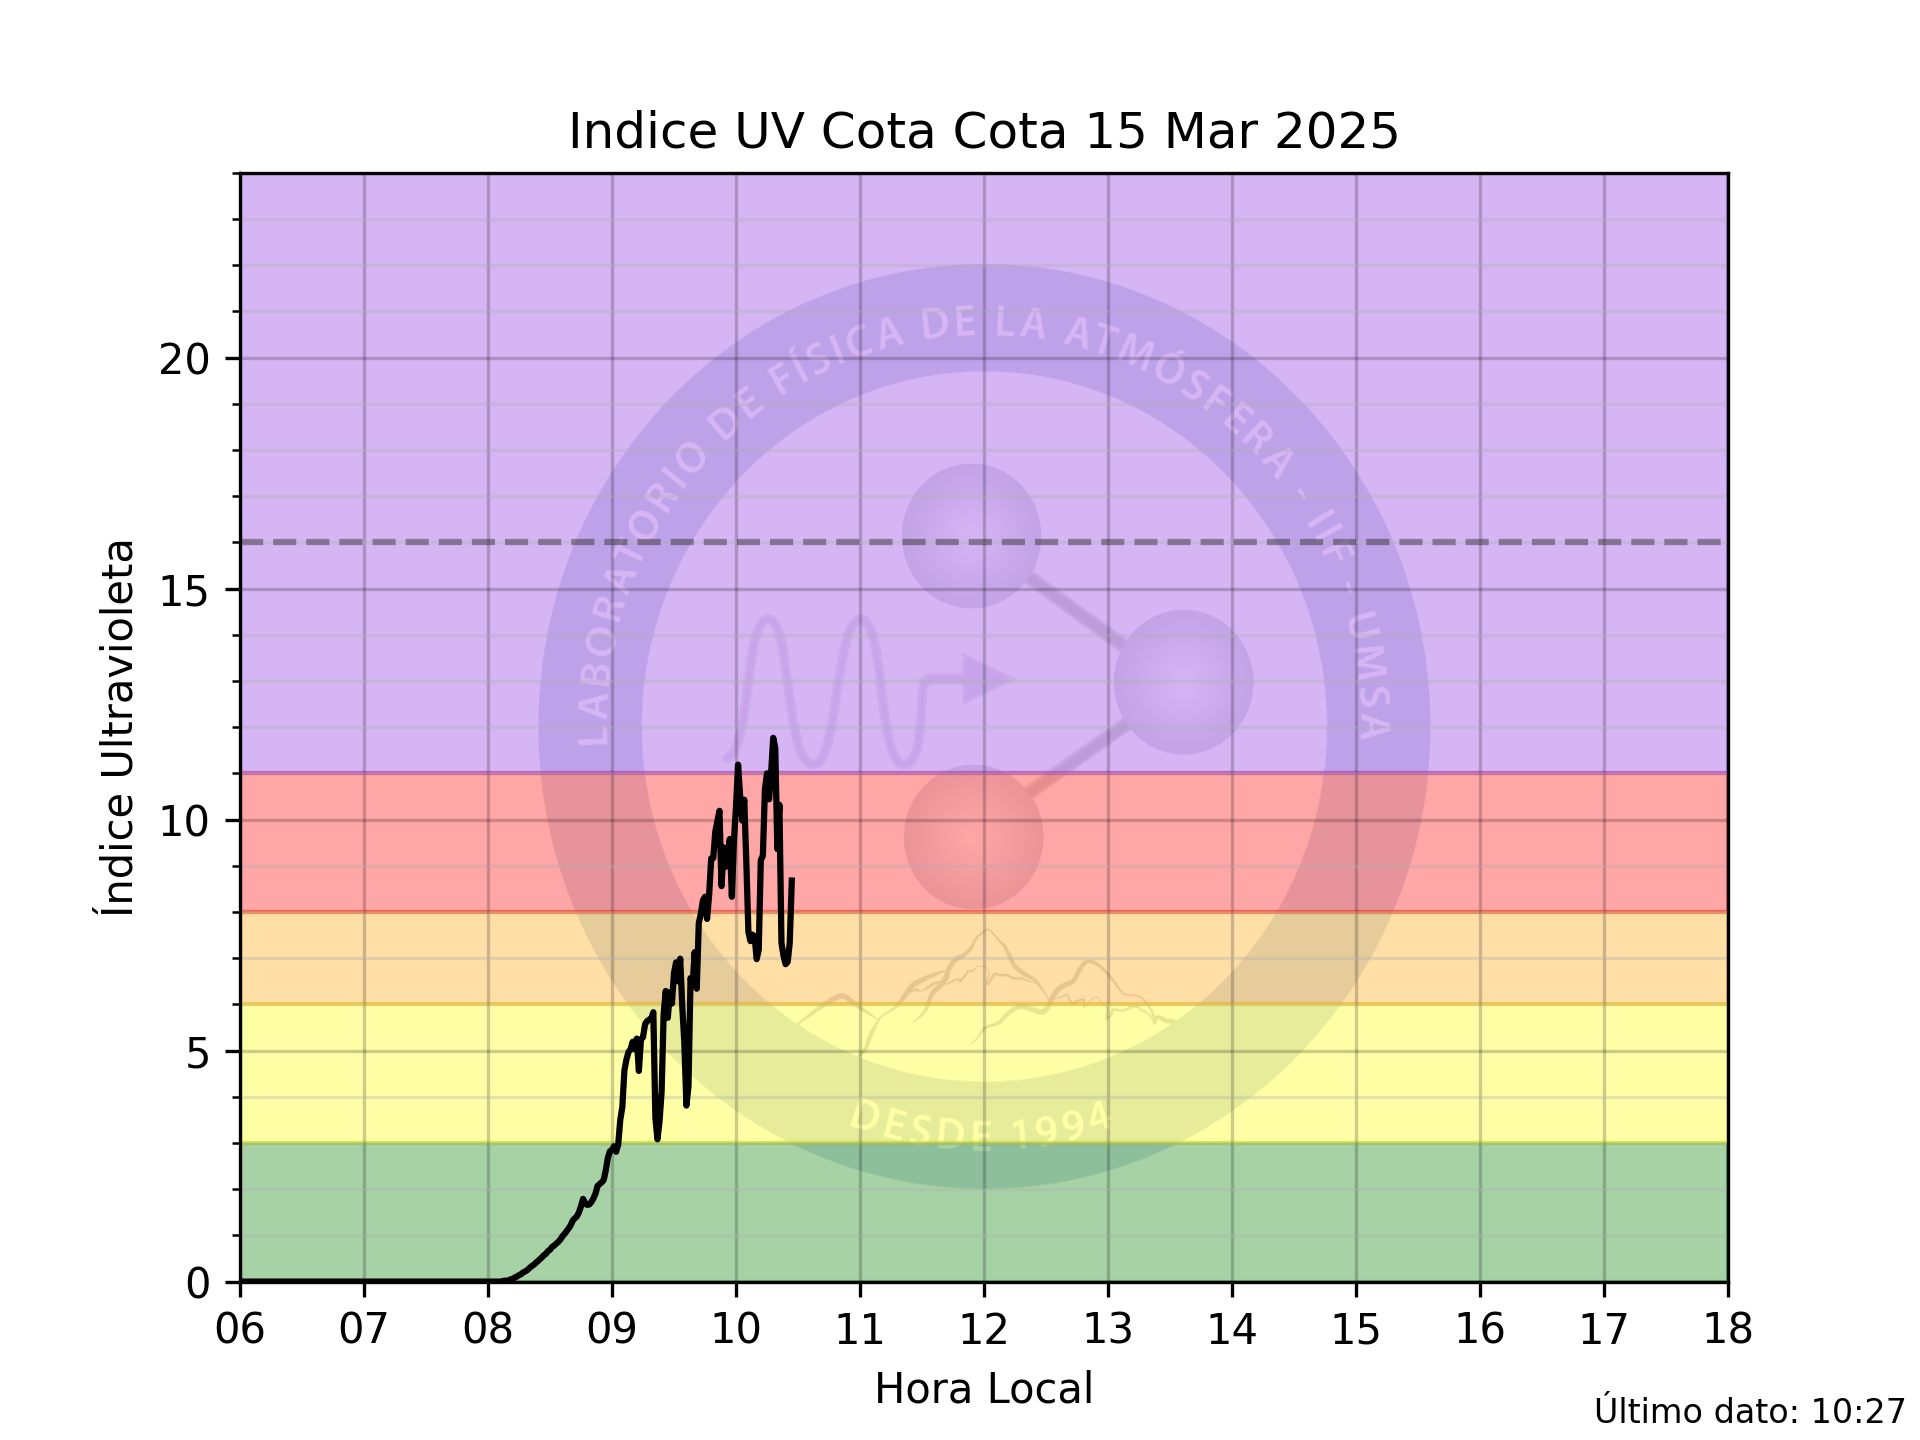 Indice UV Cota Cota 15 Mar 2025
Índice Ultravioleta
20
15
10
5
0
LABORATORIO DE FÍSICA DE LA ATMÓSFERA - IIF - UMSA
DESDE 1994
06 07 08 09 10 11 12 13 14 15 16 17 18
Hora Local
Último dato: 10:27